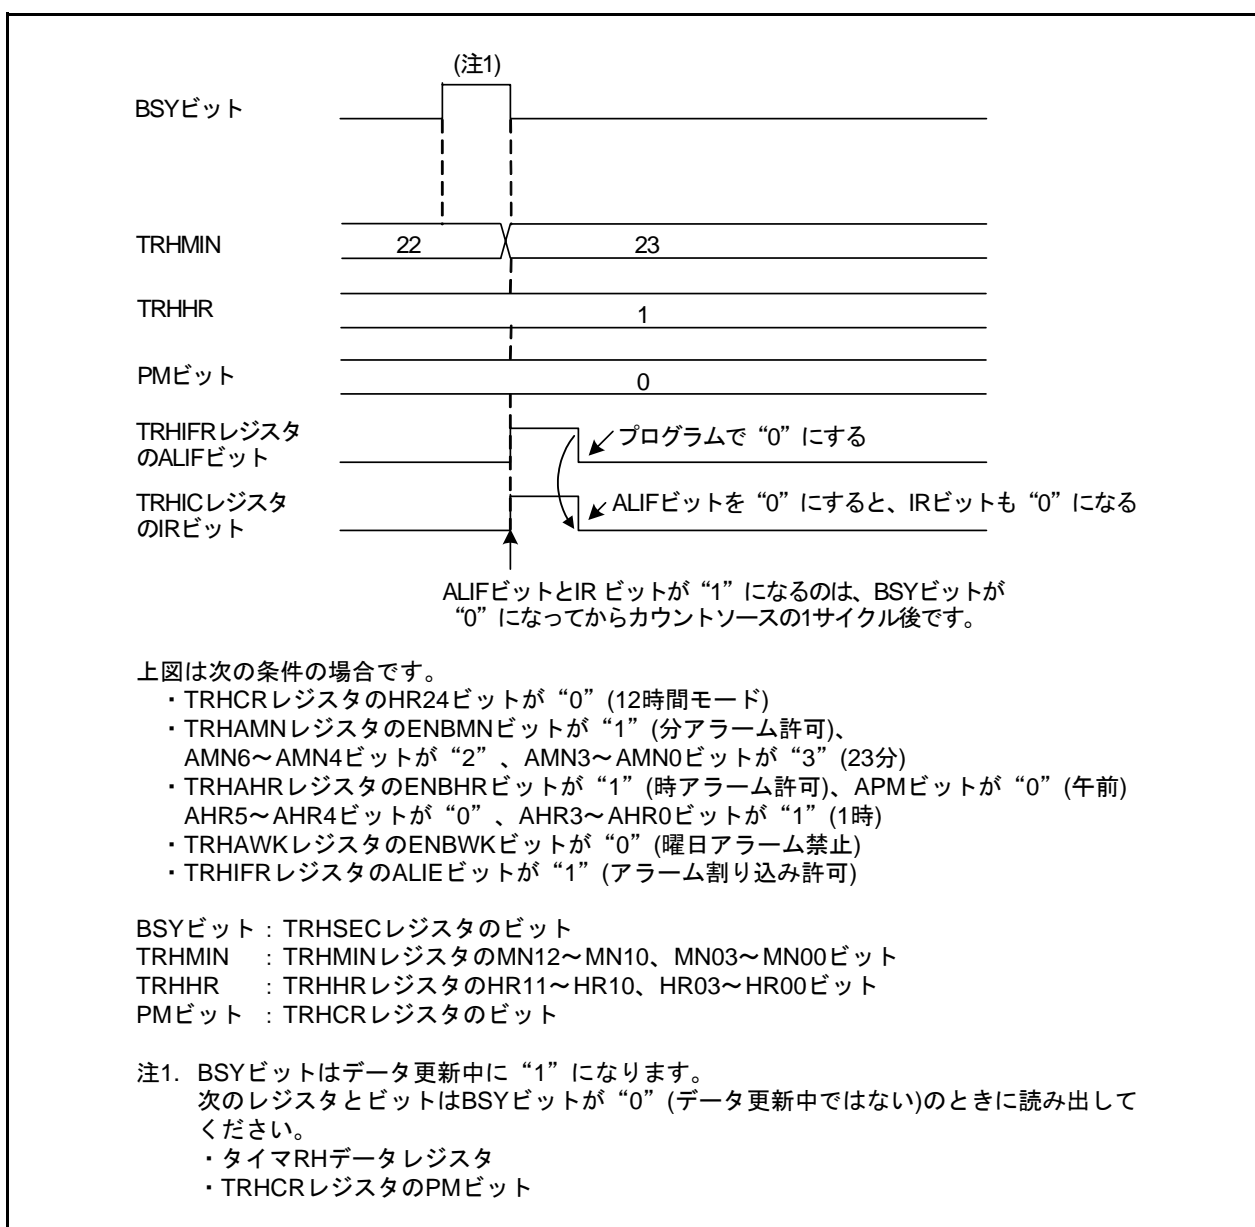 (注1)
BSYビット
TRHMIN 22 23
TRHHR 1
PMビット 0
TRHIFRレジスタ
のALIFビット
プログラムで“0”にする
TRHICレジスタ
のIRビット
ALIFビットを“0”にすると、IRビットも“0”になる
ALIFビットとIR ビットが“1”になるのは、BSYビットが
“0”になってからカウントソースの1サイクル後です。
上図は次の条件の場合です。
・TRHCRレジスタのHR24ビットが“0”(12時間モード)
・TRHAMNレジスタのENBMNビットが“1”(分アラーム許可)、
AMN6～AMN4ビットが“2”、AMN3～AMN0ビットが“3”(23分)
・TRHAHRレジスタのENBHRビットが“1”(時アラーム許可)、APMビットが“0”(午前)
AHR5～AHR4ビットが“0”、AHR3～AHR0ビットが“1”(1時)
・TRHAWKレジスタのENBWKビットが“0”(曜日アラーム禁止)
・TRHIFRレジスタのALIEビットが“1”(アラーム割り込み許可)
BSYビット : TRHSECレジスタのビット
TRHMIN : TRHMINレジスタのMN12～MN10、MN03～MN00ビット
TRHHR : TRHHRレジスタのHR11～HR10、HR03～HR00ビット
PMビット : TRHCRレジスタのビット
注1. BSYビットはデータ更新中に“1”になります。
次のレジスタとビットはBSYビットが“0”(データ更新中ではない)のときに読み出して
ください。
・タイマRHデータレジスタ
・TRHCRレジスタのPMビット